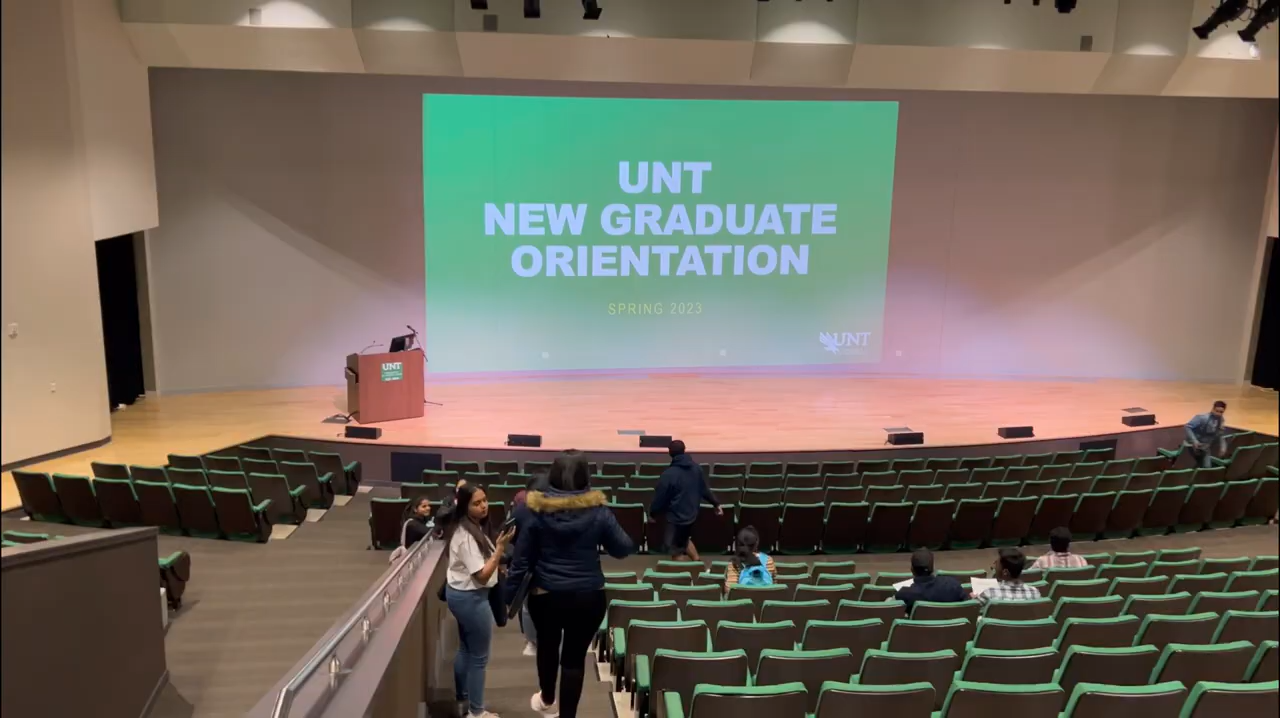 UNT
NEW GRADUATE
ORIENTATION
SPRING 2023
UNT
UNT